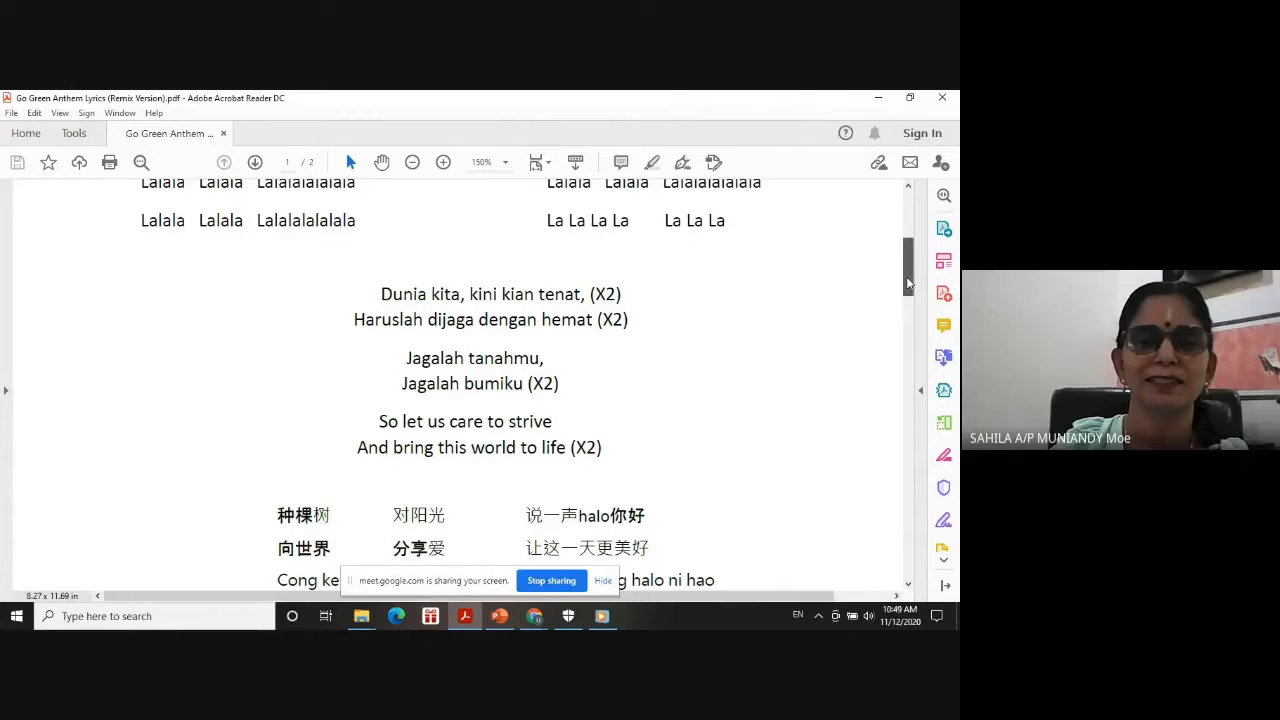 Go Green Anthem Lyrics (Remix Version).pdf - Adobe Acrobat Reader DC
File Edit View Sign Window Help
Home Tools Go Green Anthem ... × Sign In
1 / 2 150%
Lalala Lalala Lalalalalalala Lalala Lalala Lalalalalalala
Lalala Lalala Lalalalalalala La La La La La La La
Dunia kita, kini kian tenat, (X2)
Haruslah dijaga dengan hemat (X2)
Jagalah tanahmu,
Jagalah bumiku (X2)
So let us care to strive
And bring this world to life (X2)
种棵树 对阳光 说一声halo你好
向世界 分享爱 让这一天更美好
Cong ke g halo ni hao
meet.google.com is sharing your screen. Stop sharing Hide
8.27 x 11.69 in
Type here to search
EN 10:49 AM
11/12/2020
SAHILA A/P MUNIANDY Moe